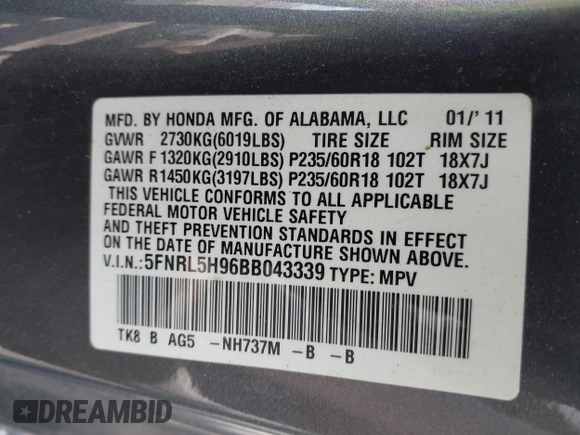 MFD. BY HONDA MFG. OF ALABAMA, LLC 01/'11
GVWR 2730KG(6019LBS) TIRE SIZE RIM SIZE
GAWR F 1320KG(2910LBS) P235/60R18 102T 18X7J
GAWR R1450KG(3197LBS) P235/60R18 102T 18X7J
THIS VEHICLE CONFORMS TO ALL APPLICABLE
FEDERAL MOTOR VEHICLE SAFETY
AND THEFT PREVENTION STANDARDS IN EFFECT
ON THE DATE OF MANUFACTURE SHOWN ABOVE.
V.I.N.:5FNRL5H96BB043339 TYPE: MPV
TK8 B AG5 -NH737M -B -B
DREAMBID